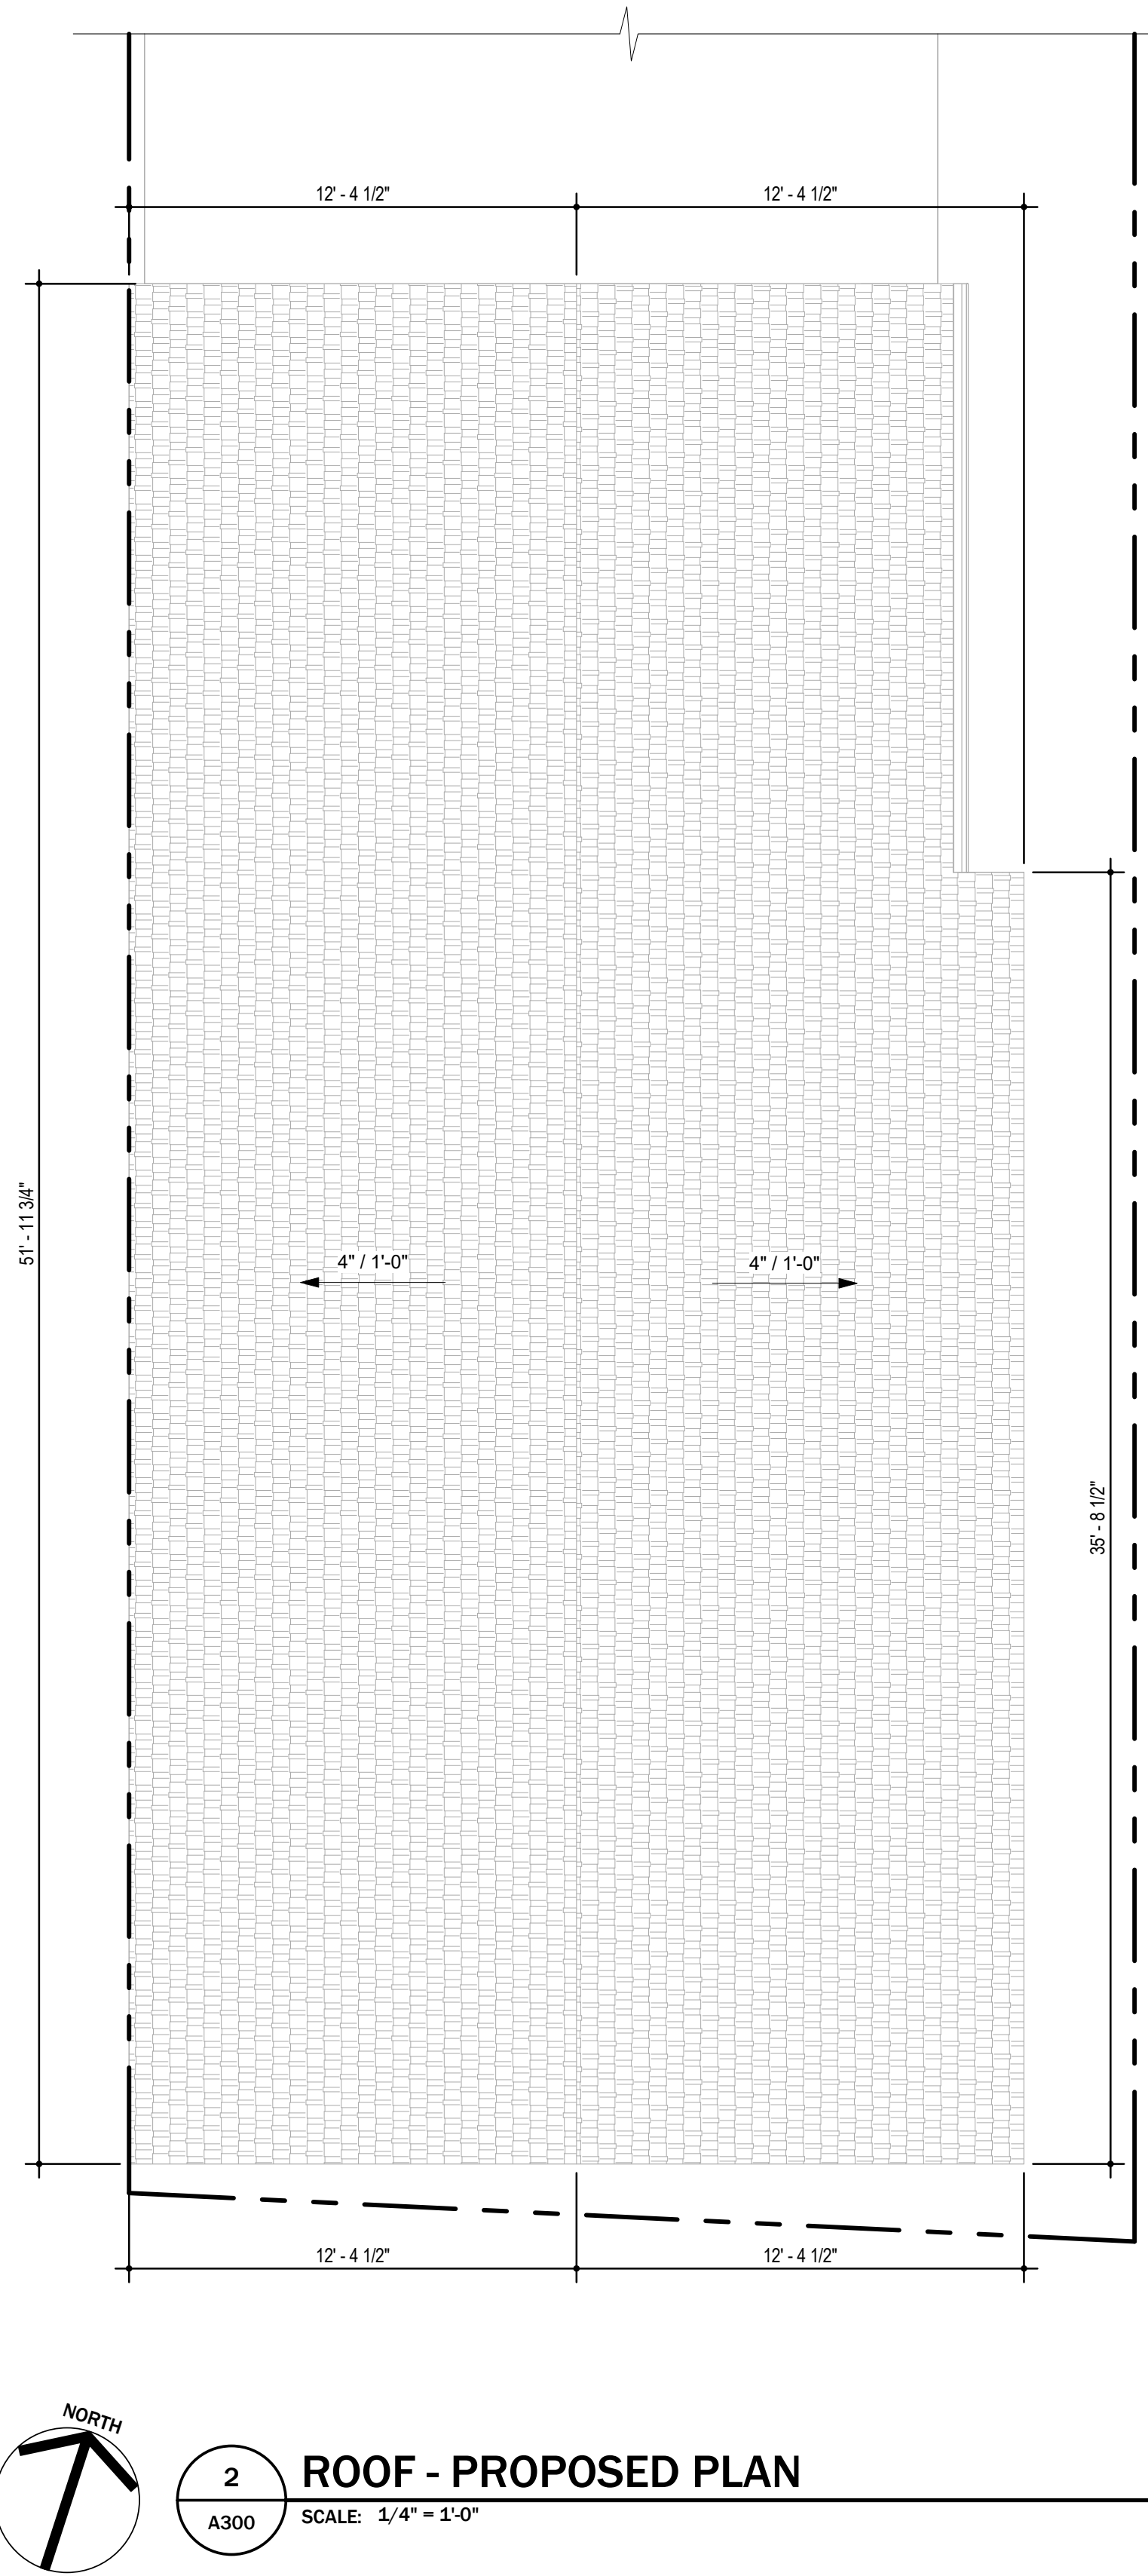 12' - 4 1/2" 12' - 4 1/2"
51' - 11 3/4"
4" / 1'-0" 4" / 1'-0"
35' - 8 1/2"
12' - 4 1/2" 12' - 4 1/2"
NORTH
2
A300
ROOF - PROPOSED PLAN
SCALE: 1/4" = 1'-0"